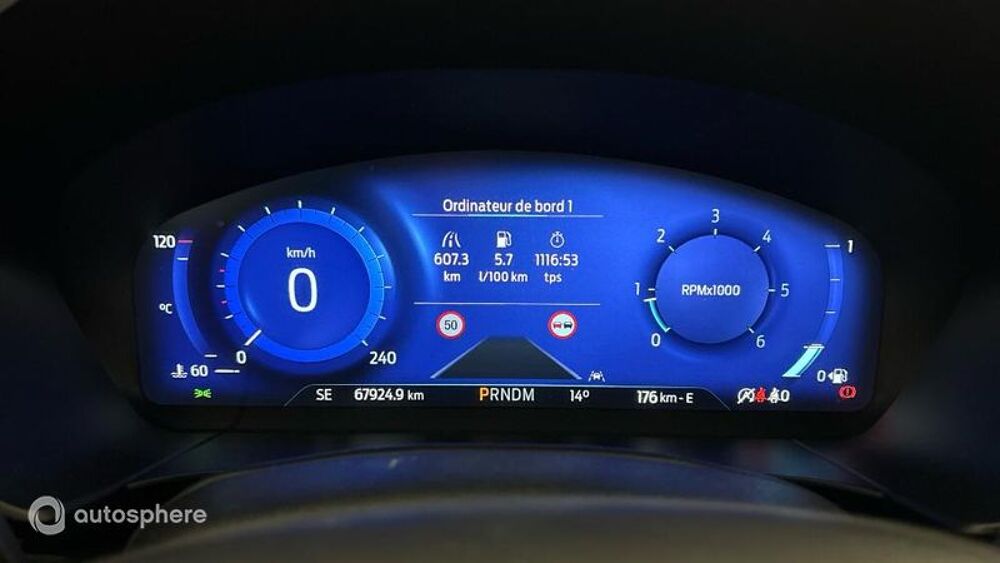 Ordinateur de bord 1
607.3 5.7 1116:53
km l/100 km tps
120
°C
60
km/h
0
0 240
50
0 1 2 3 4 5 6
RPMx1000
1
0
SE 67924.9 km PRNDM 14° 176 km - E
autosphere